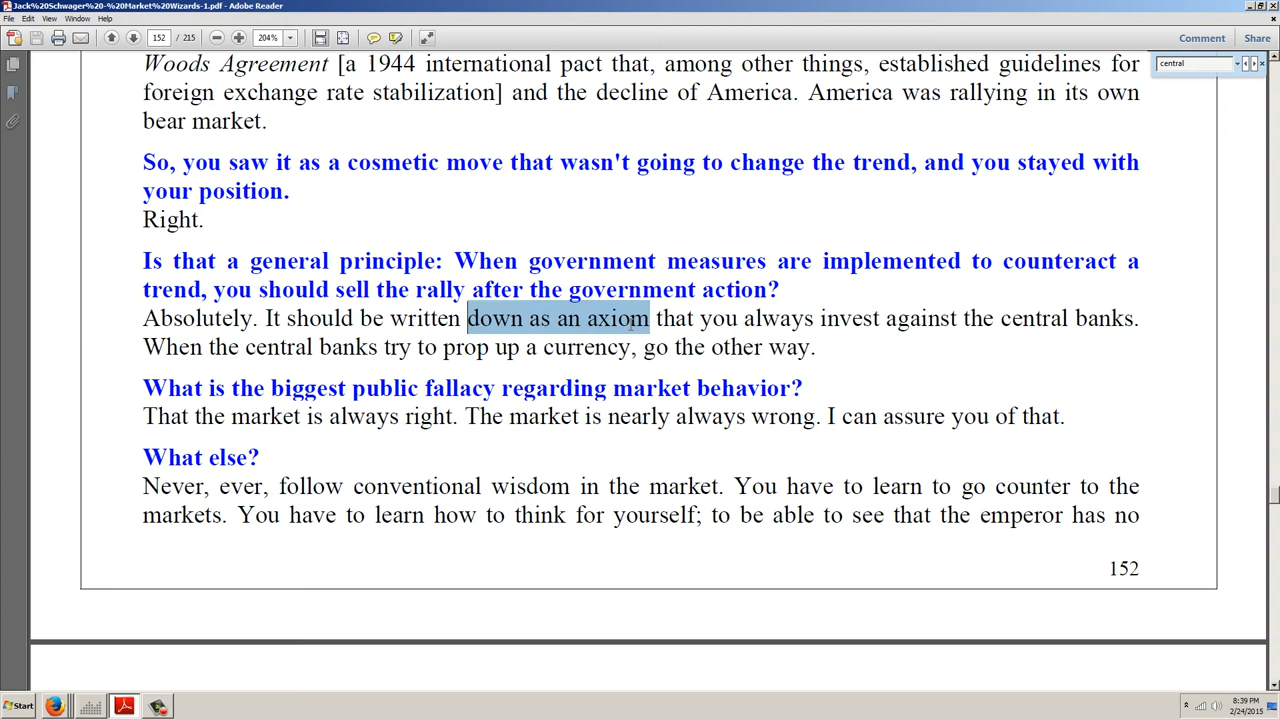 Jack%20Schwager%20-%20Market%20Wizards-1.pdf - Adobe Reader
File Edit View Window Help
152 / 215 204% Comment Share
central
Woods Agreement [a 1944 international pact that, among other things, established guidelines for
foreign exchange rate stabilization] and the decline of America. America was rallying in its own
bear market.
So, you saw it as a cosmetic move that wasn't going to change the trend, and you stayed with
your position.
Right.
Is that a general principle: When government measures are implemented to counteract a
trend, you should sell the rally after the government action?
Absolutely. It should be written down as an axiom that you always invest against the central banks.
When the central banks try to prop up a currency, go the other way.
What is the biggest public fallacy regarding market behavior?
That the market is always right. The market is nearly always wrong. I can assure you of that.
What else?
Never, ever, follow conventional wisdom in the market. You have to learn to go counter to the
markets. You have to learn how to think for yourself; to be able to see that the emperor has no
152
Start
8:39 PM
2/24/2015